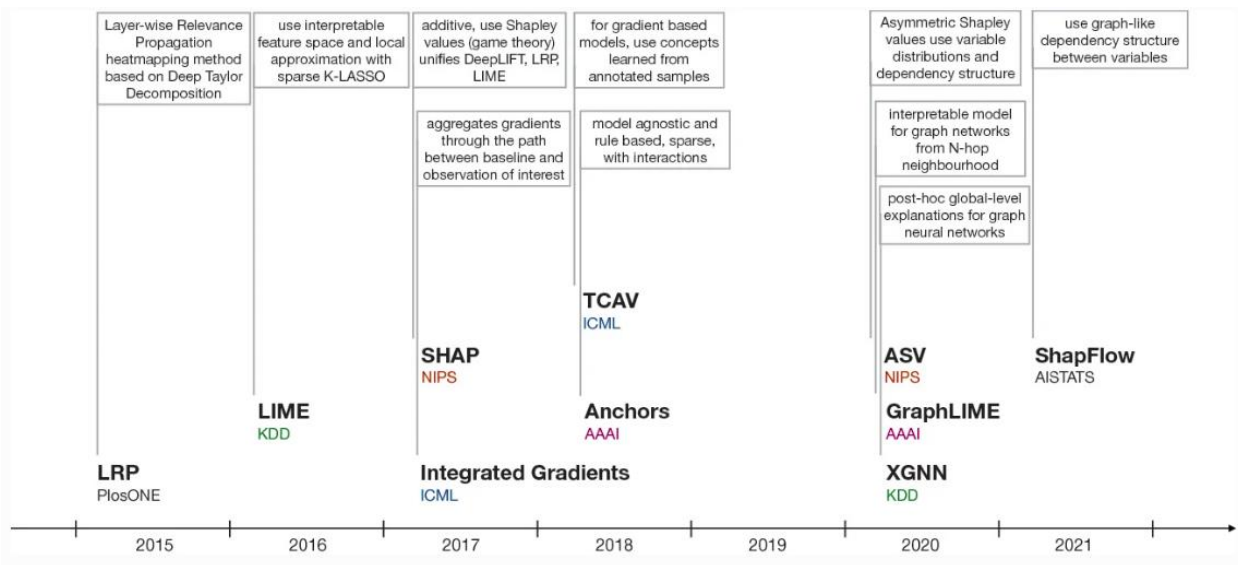 Layer-wise Relevance
Propagation
heatmapping method
based on Deep Taylor
Decomposition
use interpretable
feature space and local
approximation with
sparse K-LASSO
additive, use Shapley
values (game theory)
unifies DeepLIFT, LRP,
LIME
for gradient based
models, use concepts
learned from
annotated samples
Asymmetric Shapley
values use variable
distributions and
dependency structure
use graph-like
dependency structure
between variables
aggregates gradients
through the path
between baseline and
observation of interest
model agnostic and
rule based, sparse,
with interactions
interpretable model
for graph networks
from N-hop
neighbourhood
post-hoc global-level
explanations for graph
neural networks
TCAV
ICML
SHAP
NIPS
ASV
NIPS
ShapFlow
AISTATS
LIME
KDD
Anchors
AAAI
GraphLIME
AAAI
LRP
PlosONE
Integrated Gradients
ICML
XGNN
KDD
2015
2016
2017
2018
2019
2020
2021